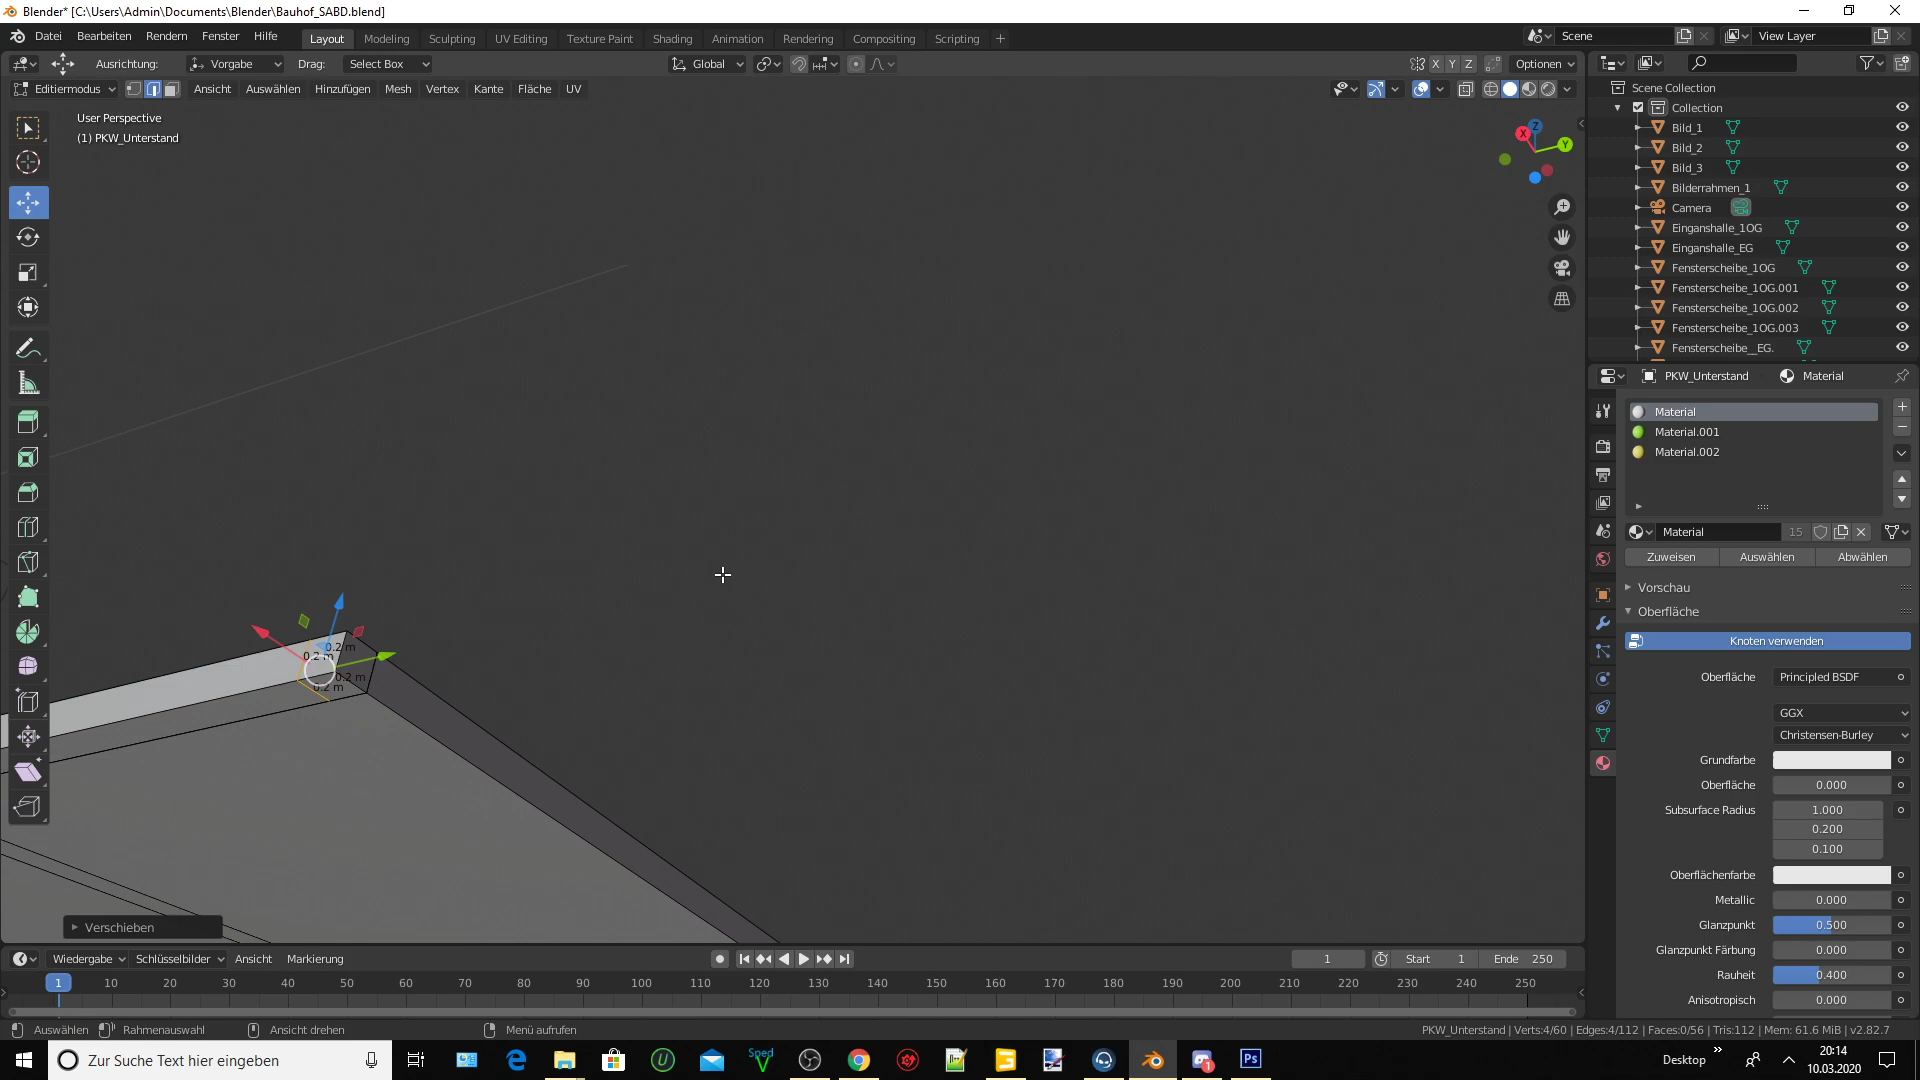 Blender* [C:\Users\Admin\Documents\Blender\Bauhof_SABD.blend]
Datei Bearbeiten Rendern Fenster Hilfe Layout Modeling Sculpting UV Editing Texture Paint Shading Animation Rendering Compositing Scripting + Scene View Layer
Ausrichtung: Vorgabe Drag: Select Box Global X Y Z Optionen
Editiermodus Ansicht Auswählen Hinzufügen Mesh Vertex Kante Fläche UV
User Perspective
(1) PKW_Unterstand
Z
X
Y
0.2 m
0.2 m
0.2 m
0.2 m
Verschieben
Scene Collection
Collection
Bild_1
Bild_2
Bild_3
Bilderrahmen_1
Camera
Einganshalle_1OG
Einganshalle_EG
Fensterscheibe_1OG
Fensterscheibe_1OG.001
Fensterscheibe_1OG.002
Fensterscheibe_1OG.003
Fensterscheibe__EG.
PKW_Unterstand Material
Material
Material.001
Material.002
Material 15
Zuweisen Auswählen Abwählen
Vorschau
Oberfläche
Knoten verwenden
Oberfläche Principled BSDF
GGX
Christensen-Burley
Grundfarbe
Oberfläche 0.000
Subsurface Radius 1.000
0.200
0.100
Oberflächenfarbe
Metallic 0.000
Glanzpunkt 0.500
Glanzpunkt Färbung 0.000
Rauheit 0.400
Anisotropisch 0.000
Wiedergabe Schlüsselbilder Ansicht Markierung 1 Start 1 Ende 250
1 10 20 30 40 50 60 70 80 90 100 110 120 130 140 150 160 170 180 190 200 210 220 230 240 250
Auswählen Rahmenauswahl Ansicht drehen Menü aufrufen PKW_Unterstand | Verts:4/60 | Edges:4/112 | Faces:0/56 | Tris:112 | Mem: 61.6 MiB | v2.82.7
Zur Suche Text hier eingeben Sped V Ps 1 Desktop » 20:14
10.03.2020